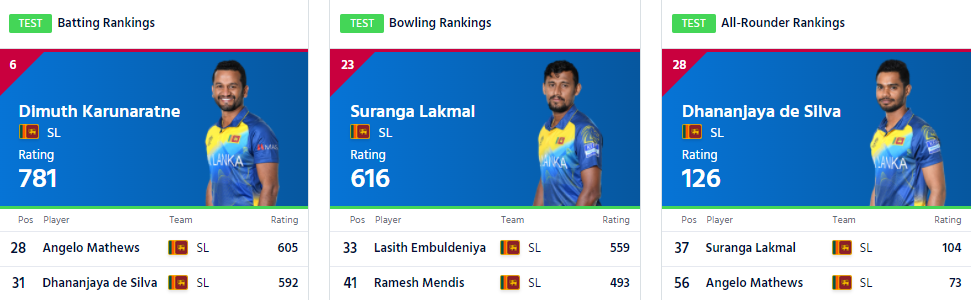 TEST Batting Rankings
6
Dimuth Karunaratne
SL
Rating
781
Pos Player Team Rating
28 Angelo Mathews SL 605
31 Dhananjaya de Silva SL 592
TEST Bowling Rankings
23
Suranga Lakmal
SL
Rating
616
Pos Player Team Rating
33 Lasith Embuldeniya SL 559
41 Ramesh Mendis SL 493
TEST All-Rounder Rankings
28
Dhananjaya de Silva
SL
Rating
126
Pos Player Team Rating
37 Suranga Lakmal SL 104
56 Angelo Mathews SL 73